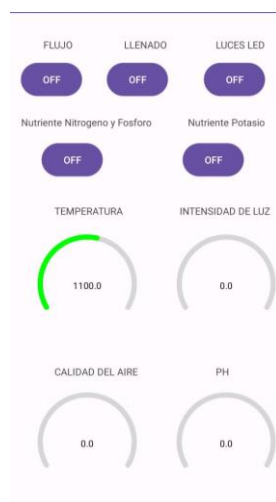 FLUJO LLENADO LUCES LED
OFF OFF OFF
Nutriente Nitrogeno y Fosforo Nutriente Potasio
OFF OFF
TEMPERATURA INTENSIDAD DE LUZ
1100.0 0.0
CALIDAD DEL AIRE PH
0.0 0.0